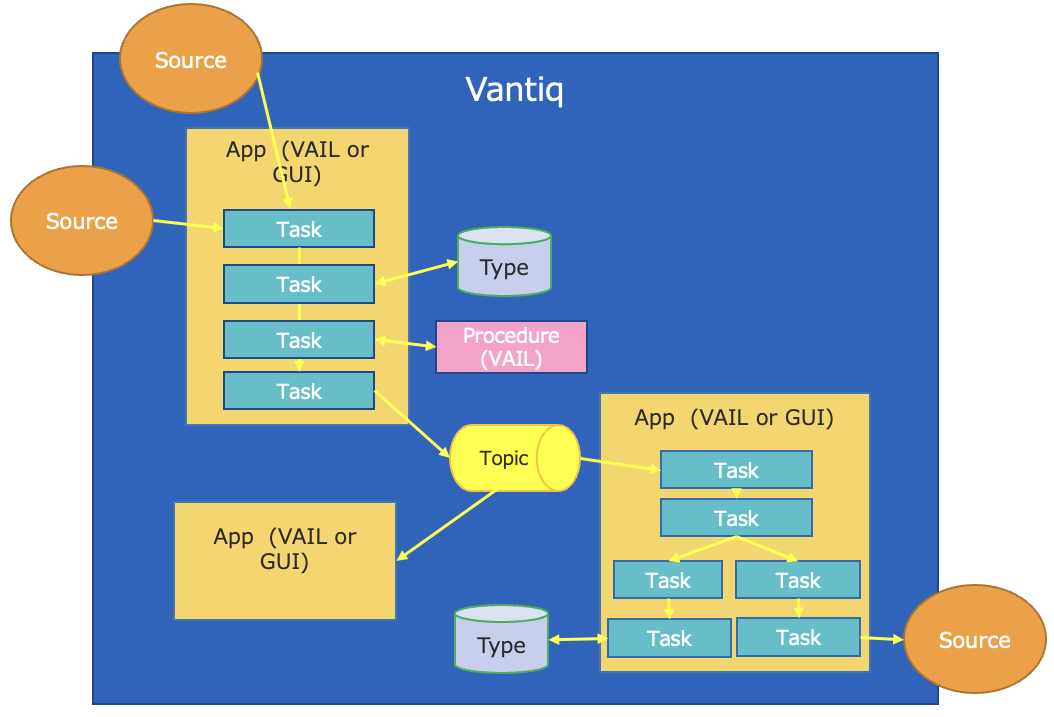 Source
Vantiq
App (VAIL or
GUI)
Source
Task
Task
Type
Task
Procedure
(VAIL)
Task
App (VAIL or GUI)
Topic
Task
Task
App (VAIL or
GUI)
Task
Task
Type
Task
Task
Source